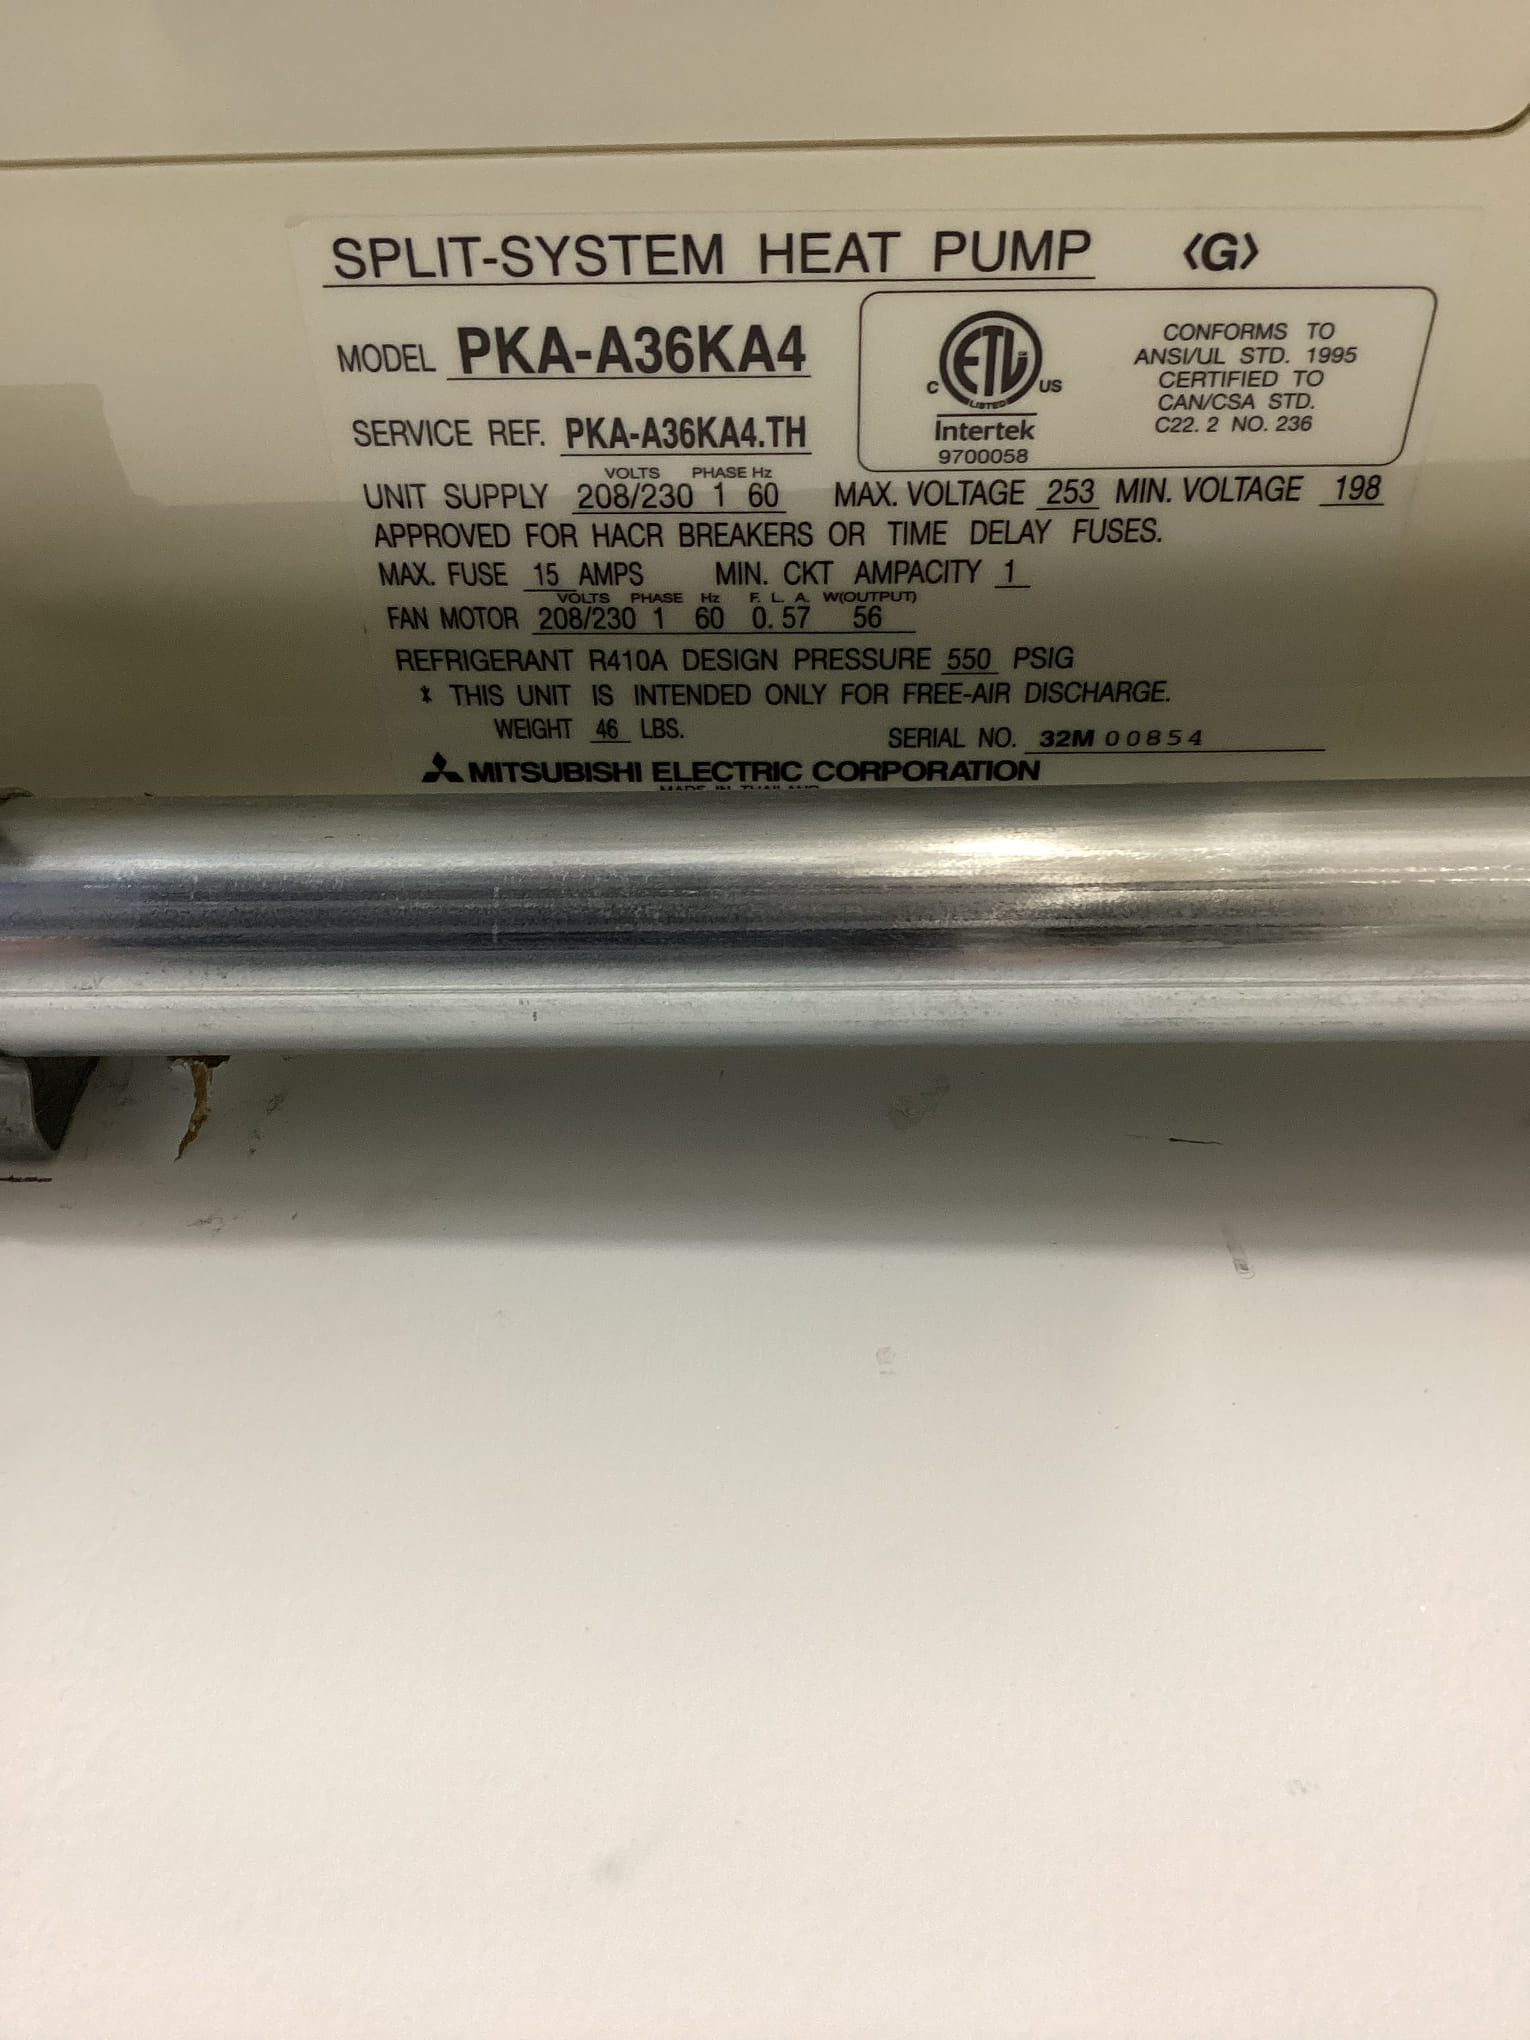 SPLIT-SYSTEM HEAT PUMP 〈G〉
MODEL PKA-A36KA4
SERVICE REF. PKA-A36KA4.TH
C ETL US
LISTED
Intertek
9700058
CONFORMS TO
ANSI/UL STD. 1995
CERTIFIED TO
CAN/CSA STD.
C22. 2 NO. 236
VOLTS PHASE Hz
UNIT SUPPLY 208/230 1 60 MAX. VOLTAGE 253 MIN. VOLTAGE 198
APPROVED FOR HACR BREAKERS OR TIME DELAY FUSES.
MAX. FUSE 15 AMPS MIN. CKT AMPACITY 1
VOLTS PHASE Hz F. L. A. W(OUTPUT)
FAN MOTOR 208/230 1 60 0. 57 56
REFRIGERANT R410A DESIGN PRESSURE 550 PSIG
* THIS UNIT IS INTENDED ONLY FOR FREE-AIR DISCHARGE.
WEIGHT 46 LBS.
SERIAL NO. 32M 00854
MITSUBISHI ELECTRIC CORPORATION
MADE IN THAILAND